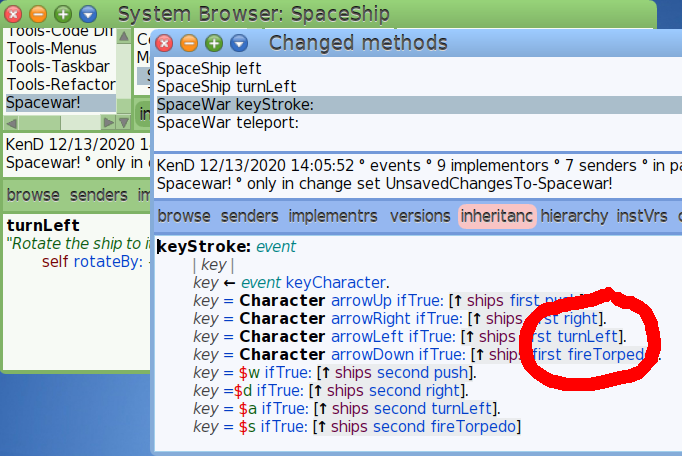 System Browser: SpaceShip
Tools-Menus
Tools-Taskbar
Tools-Refactor
Spacewar!
KenD 12/13/2020 14
Spacewar! ° only in ch
browse senders
turnLeft
"Rotate the ship to
self rotateBy:
Changed methods
SpaceShip left
SpaceShip turnLeft
SpaceWar keyStroke:
SpaceWar teleport:
KenD 12/13/2020 14:05:52 ° events ° 9 implementors ° 7 senders ° in pa
Spacewar! ° only in change set UnsavedChangesTo-Spacewar!
browse senders implementrs versions inheritanc hierarchy instVrs
keyStroke: event
| key |
key ← event keyCharacter.
key = Character arrowUp ifTrue: [↑ ships first push].
key = Character arrowRight ifTrue: [↑ ships first right].
key = Character arrowLeft ifTrue: [↑ ships first turnLeft].
key = Character arrowDown ifTrue: [↑ ships first fireTorpedo].
key = $w ifTrue: [↑ ships second push].
key =$d ifTrue: [↑ ships second right].
key = $a ifTrue: [↑ ships second turnLeft].
key = $s ifTrue: [↑ ships second fireTorpedo]